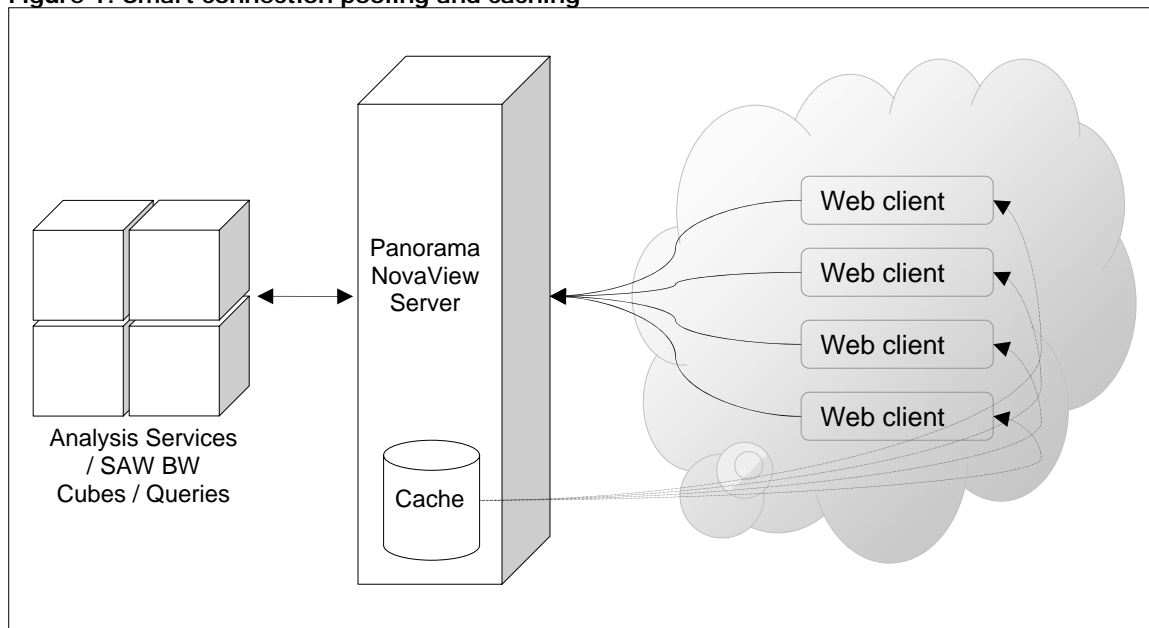 Figure 1: Smart connection pooling and caching
Panorama
NovaView
Server
Cache
Analysis Services
/ SAW BW
Cubes / Queries
Web client
Web client
Web client
Web client